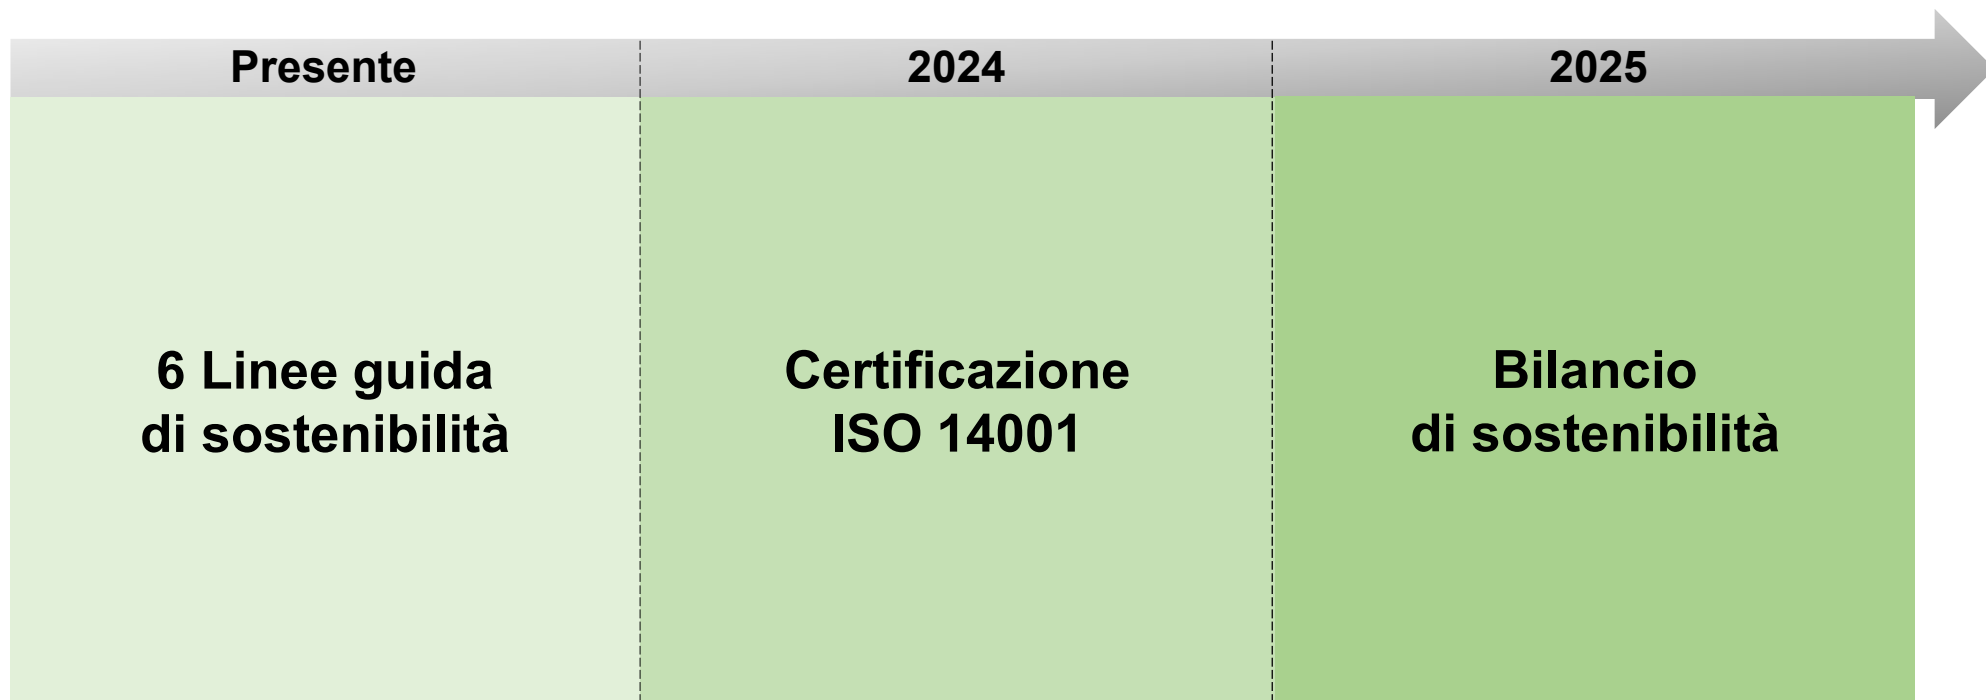 Presente
2024
2025
6 Linee guida
di sostenibilità
Certificazione
ISO 14001
Bilancio
di sostenibilità